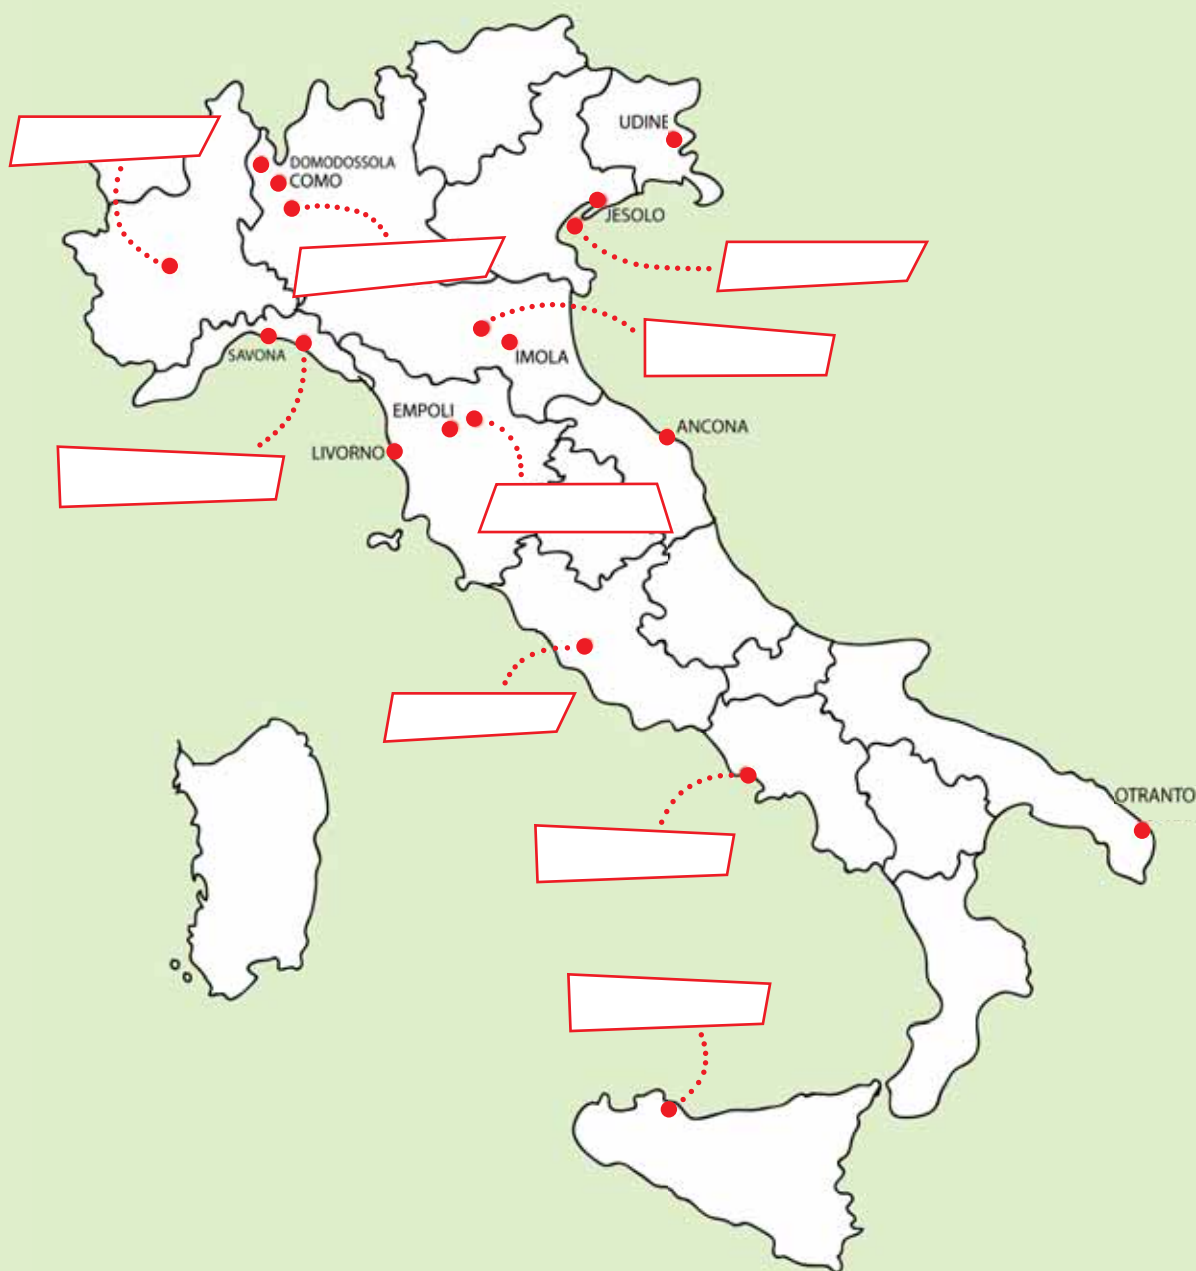 UDINE
DOMODOSSOLA
COMO
JESOLO
SAVONA
IMOLA
EMPOLI
ANCONA
LIVORNO
OTRANTO